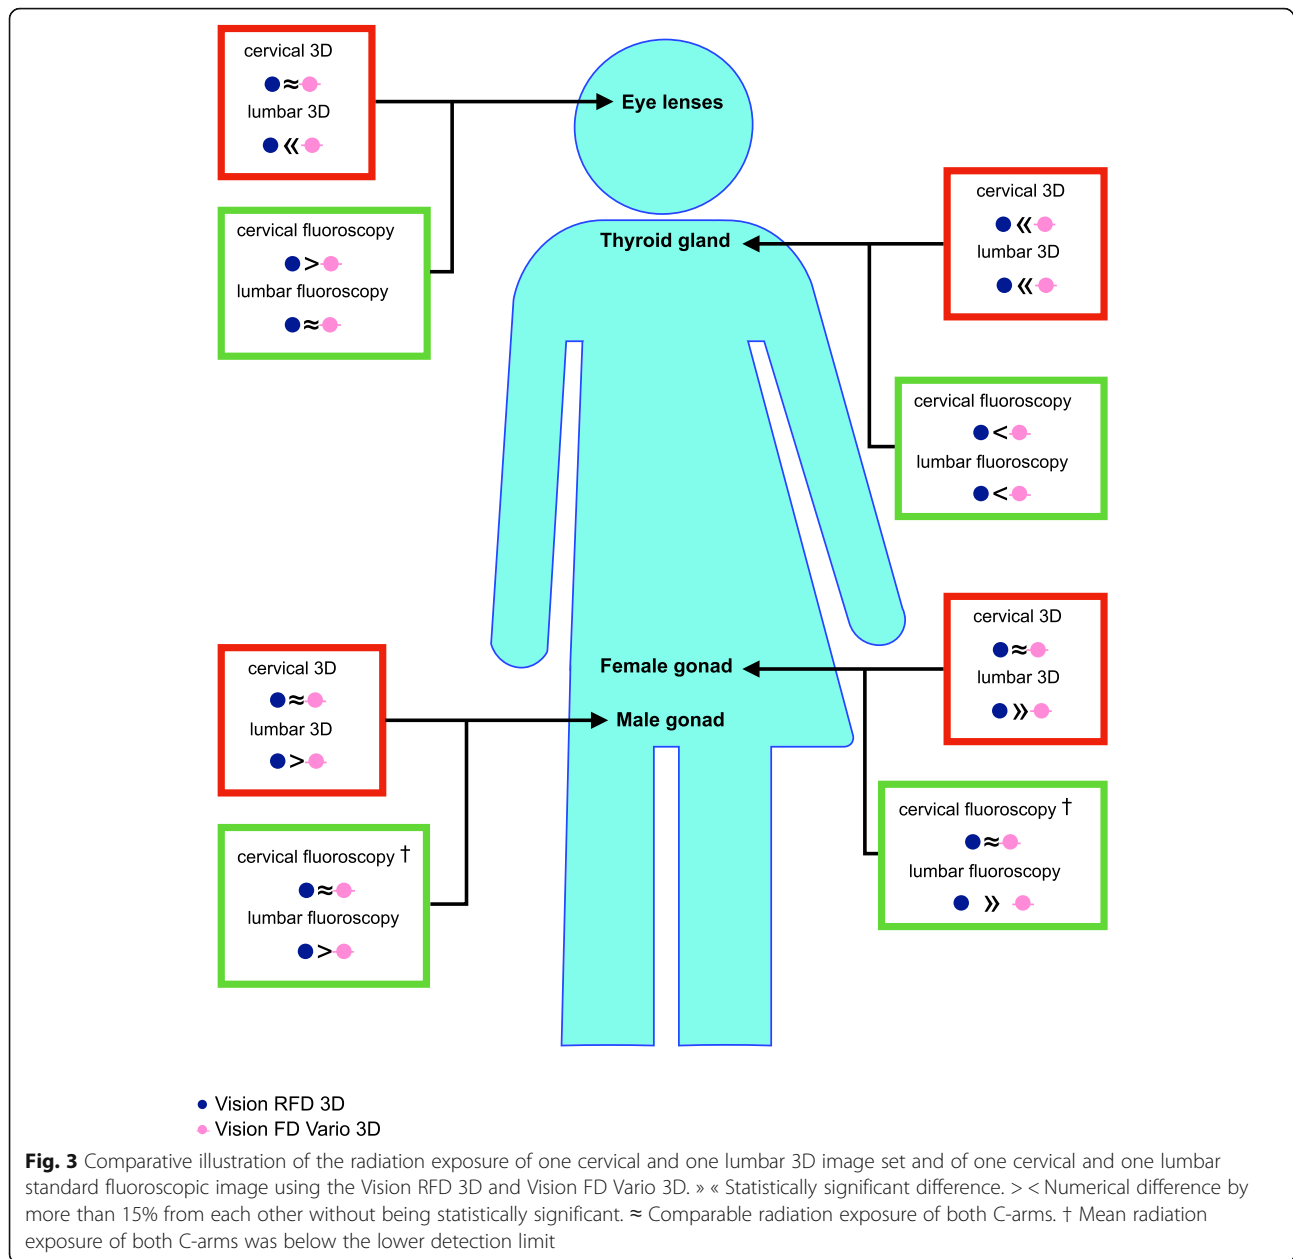 cervical 3D
≈
lumbar 3D
«
Eye lenses
cervical fluoroscopy
>
lumbar fluoroscopy
≈
cervical 3D
«
lumbar 3D
«
Thyroid gland
cervical fluoroscopy
<
lumbar fluoroscopy
<
cervical 3D
≈
lumbar 3D
»
Female gonad
cervical fluoroscopy †
≈
lumbar fluoroscopy
»
cervical 3D
≈
lumbar 3D
>
Male gonad
cervical fluoroscopy †
≈
lumbar fluoroscopy
>
Vision RFD 3D
Vision FD Vario 3D
Fig. 3 Comparative illustration of the radiation exposure of one cervical and one lumbar 3D image set and of one cervical and one lumbar
standard fluoroscopic image using the Vision RFD 3D and Vision FD Vario 3D. » « Statistically significant difference. > < Numerical difference by
more than 15% from each other without being statistically significant. ≈ Comparable radiation exposure of both C-arms. † Mean radiation
exposure of both C-arms was below the lower detection limit